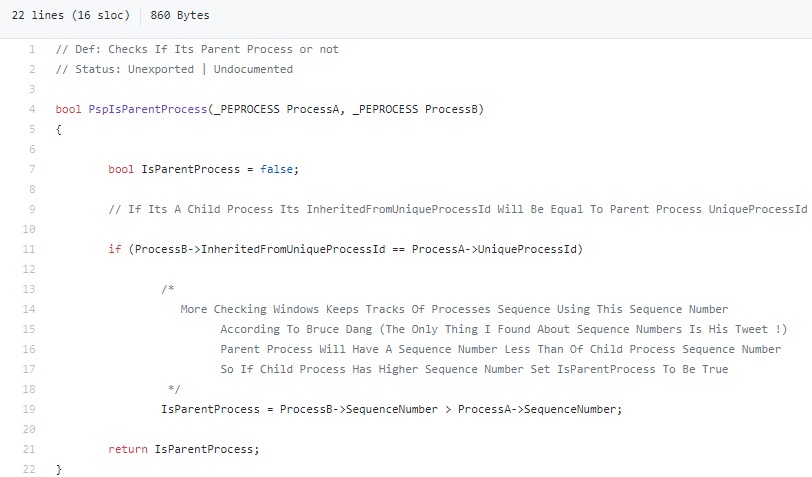 22 lines (16 sloc) 860 Bytes
1 // Def: Checks If Its Parent Process or not
2 // Status: Unexported | Undocumented
3
4 bool PspIsParentProcess(_PEPROCESS ProcessA, _PEPROCESS ProcessB)
5 {
6
7 bool IsParentProcess = false;
8
9 // If Its A Child Process Its InheritedFromUniqueProcessId Will Be Equal To Parent Process UniqueProcessId
10
11 if (ProcessB->InheritedFromUniqueProcessId == ProcessA->UniqueProcessId)
12
13 /*
14 More Checking Windows Keeps Tracks Of Processes Sequence Using This Sequence Number
15 According To Bruce Dang (The Only Thing I Found About Sequence Numbers Is His Tweet !)
16 Parent Process Will Have A Sequence Number Less Than Of Child Process Sequence Number
17 So If Child Process Has Higher Sequence Number Set IsParentProcess To Be True
18 */
19 IsParentProcess = ProcessB->SequenceNumber > ProcessA->SequenceNumber;
20
21 return IsParentProcess;
22 }